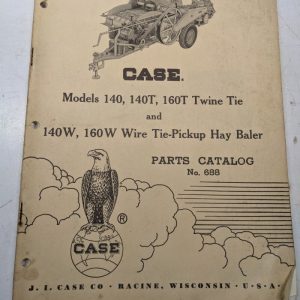 CASE.
Models 140, 140T, 160T Twine Tie
and
140W, 160W Wire Tie-Pickup Hay Baler
PARTS CATALOG
No. 688
®
CASE
J. I. CASE CO · RACINE, WISCONSIN · U·S·A·